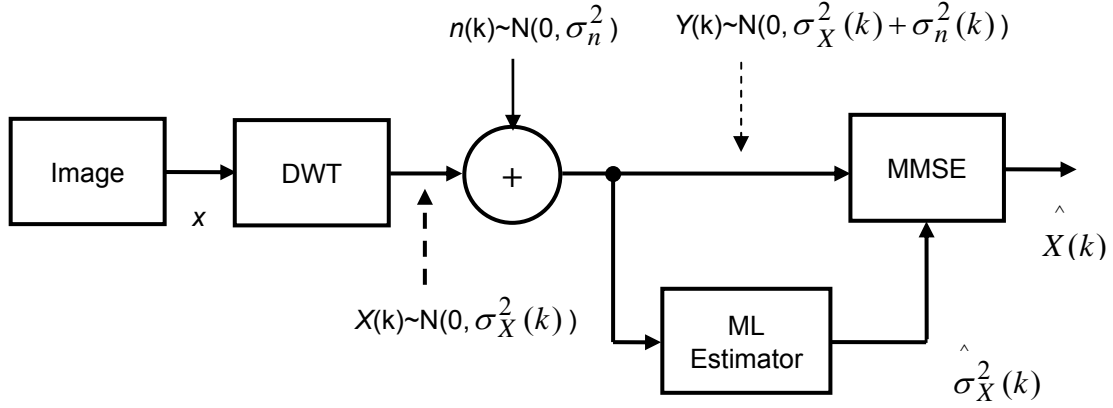 n(k)~N(0, σ_n^2)
Y(k)~N(0, σ_X^2(k) + σ_n^2(k))
Image
DWT
+
MMSE
x
X̂(k)
X(k)~N(0, σ_X^2(k))
ML
Estimator
σ̂_X^2(k)